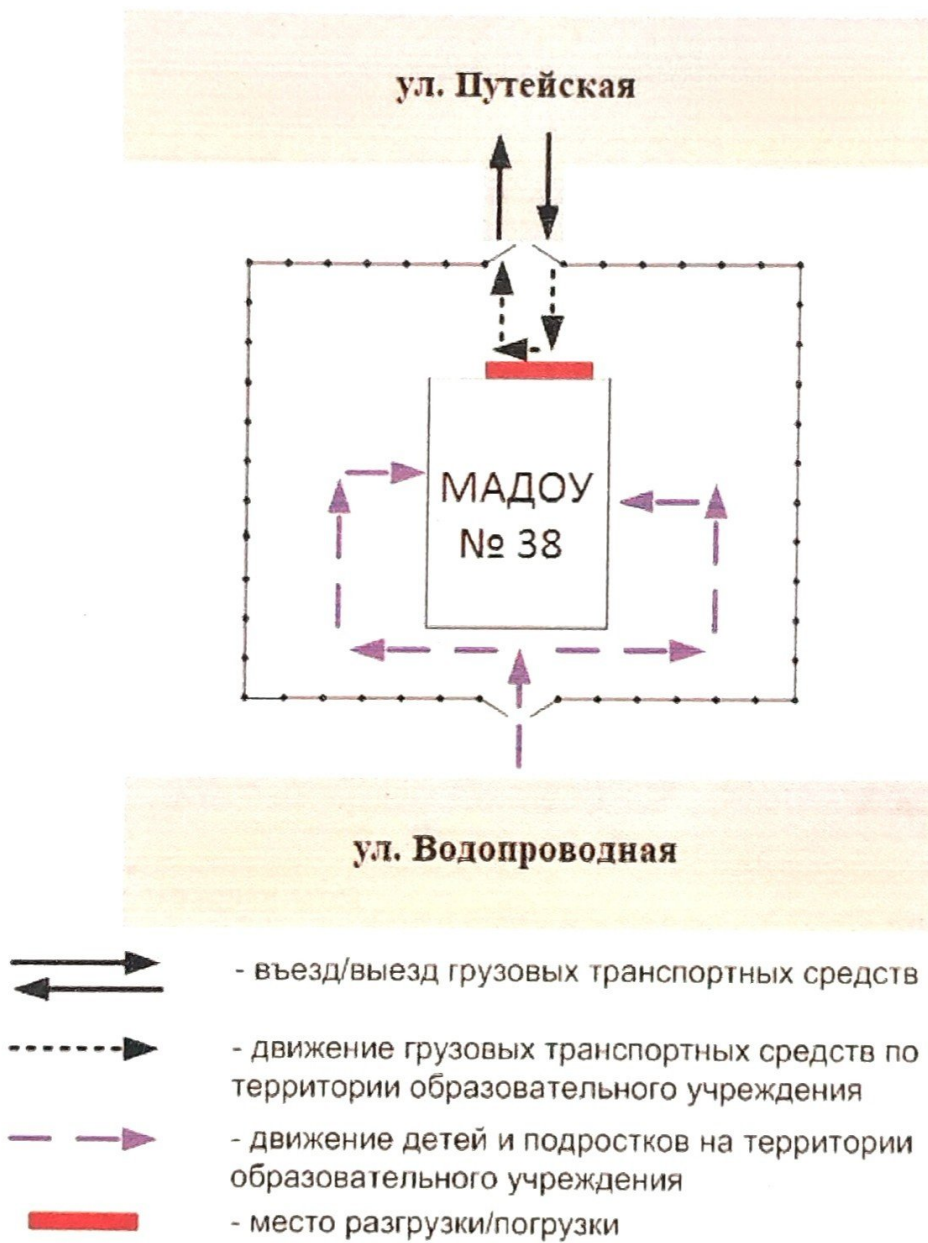 ул. Путейская
МАДОУ
№ 38
ул. Водопроводная
- въезд/выезд грузовых транспортных средств
- движение грузовых транспортных средств по
территории образовательного учреждения
- движение детей и подростков на территории
образовательного учреждения
- место разгрузки/погрузки